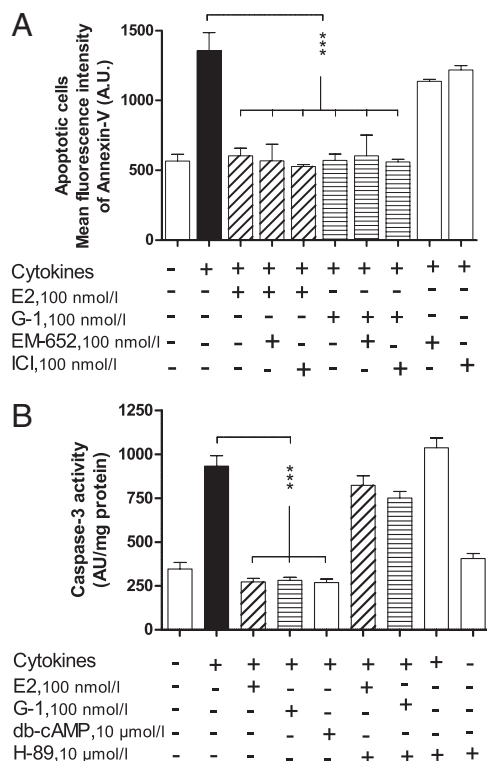 A
1500
1000
500
0
Apoptotic cells
Mean fluorescence intensity
of Annexin-V (A.U.)
***
Cytokines - + + + + + + + + +
E2,100 nmol/l - - + + + - - - - -
G-1,100 nmol/l - - - - - + + + - -
EM-652,100 nmol/l - - - + - - + - + -
ICI,100 nmol/l - - - - + - - + - +
B
1250
1000
750
500
250
0
Caspase-3 activity
(AU/mg protein)
***
Cytokines - + + + + + + + -
E2,100 nmol/l - - + - - + - - -
G-1,100 nmol/l - - - + - - + - -
db-cAMP,10 µmol/l - - - - + - - - -
H-89,10 µmol/l - - - - - + + + +